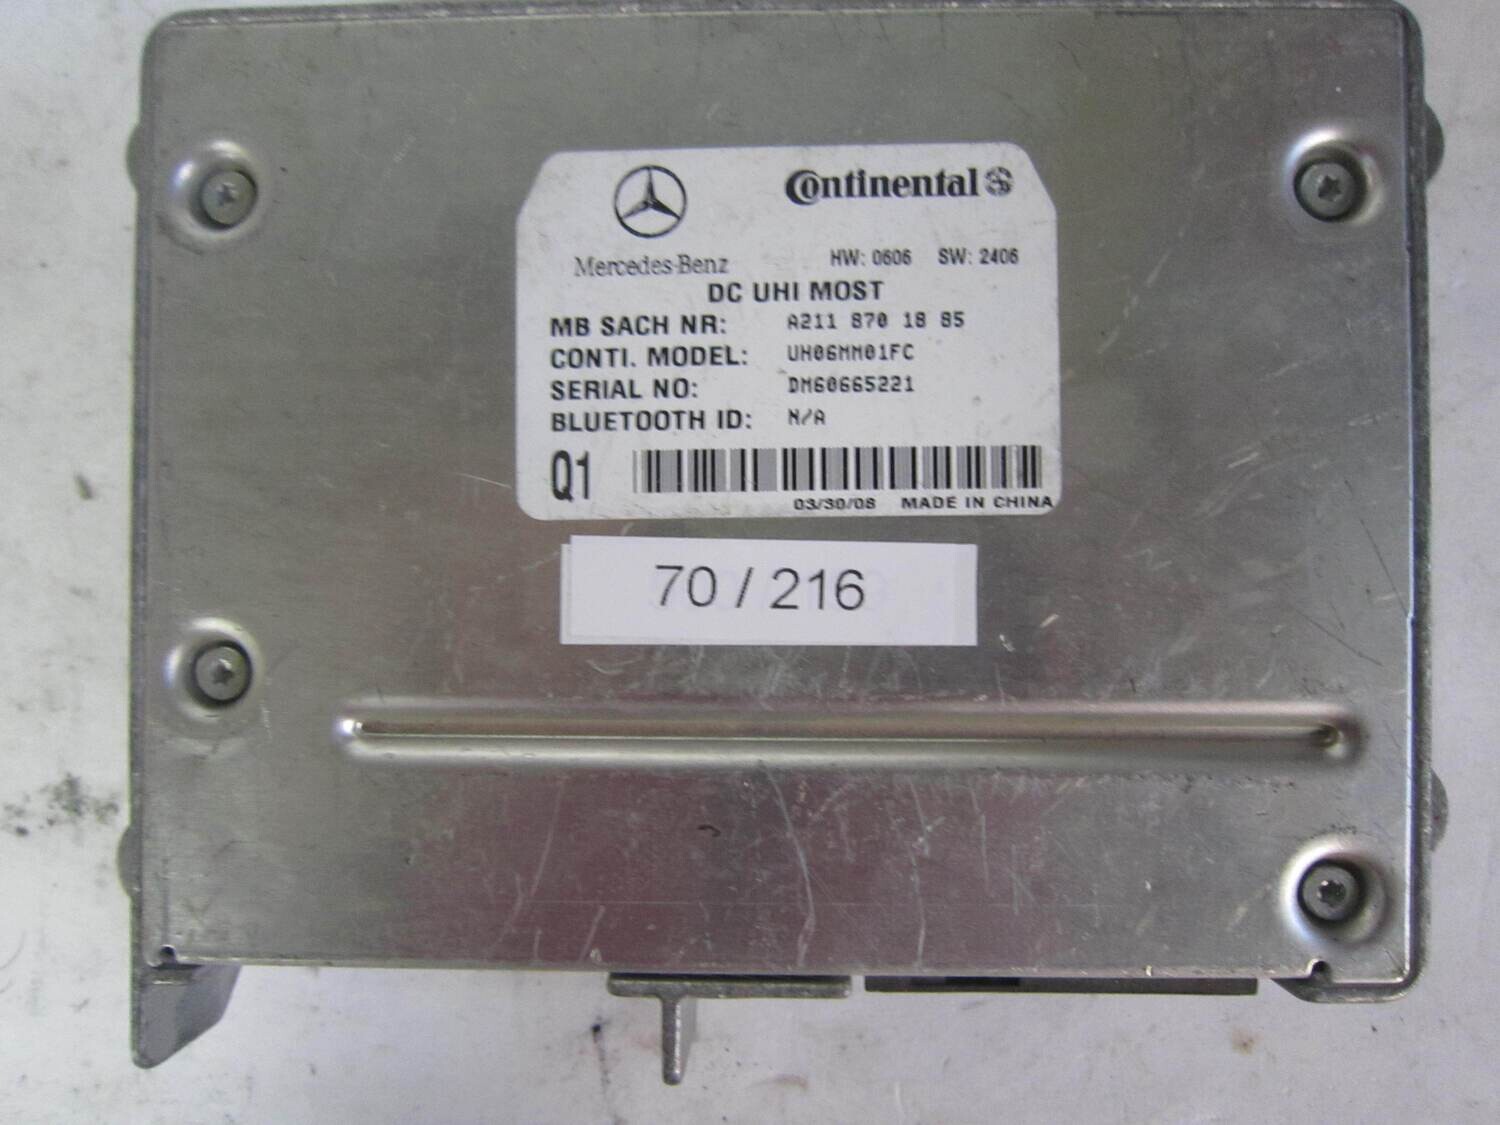 Continental
Mercedes-Benz
HW: 0606 SW: 2406
DC UHI MOST
MB SACH NR: A211 870 18 85
CONTI. MODEL: UH06MM01FC
SERIAL NO: DM60665221
BLUETOOTH ID: N/A
Q1
03/30/08 MADE IN CHINA
70 / 216